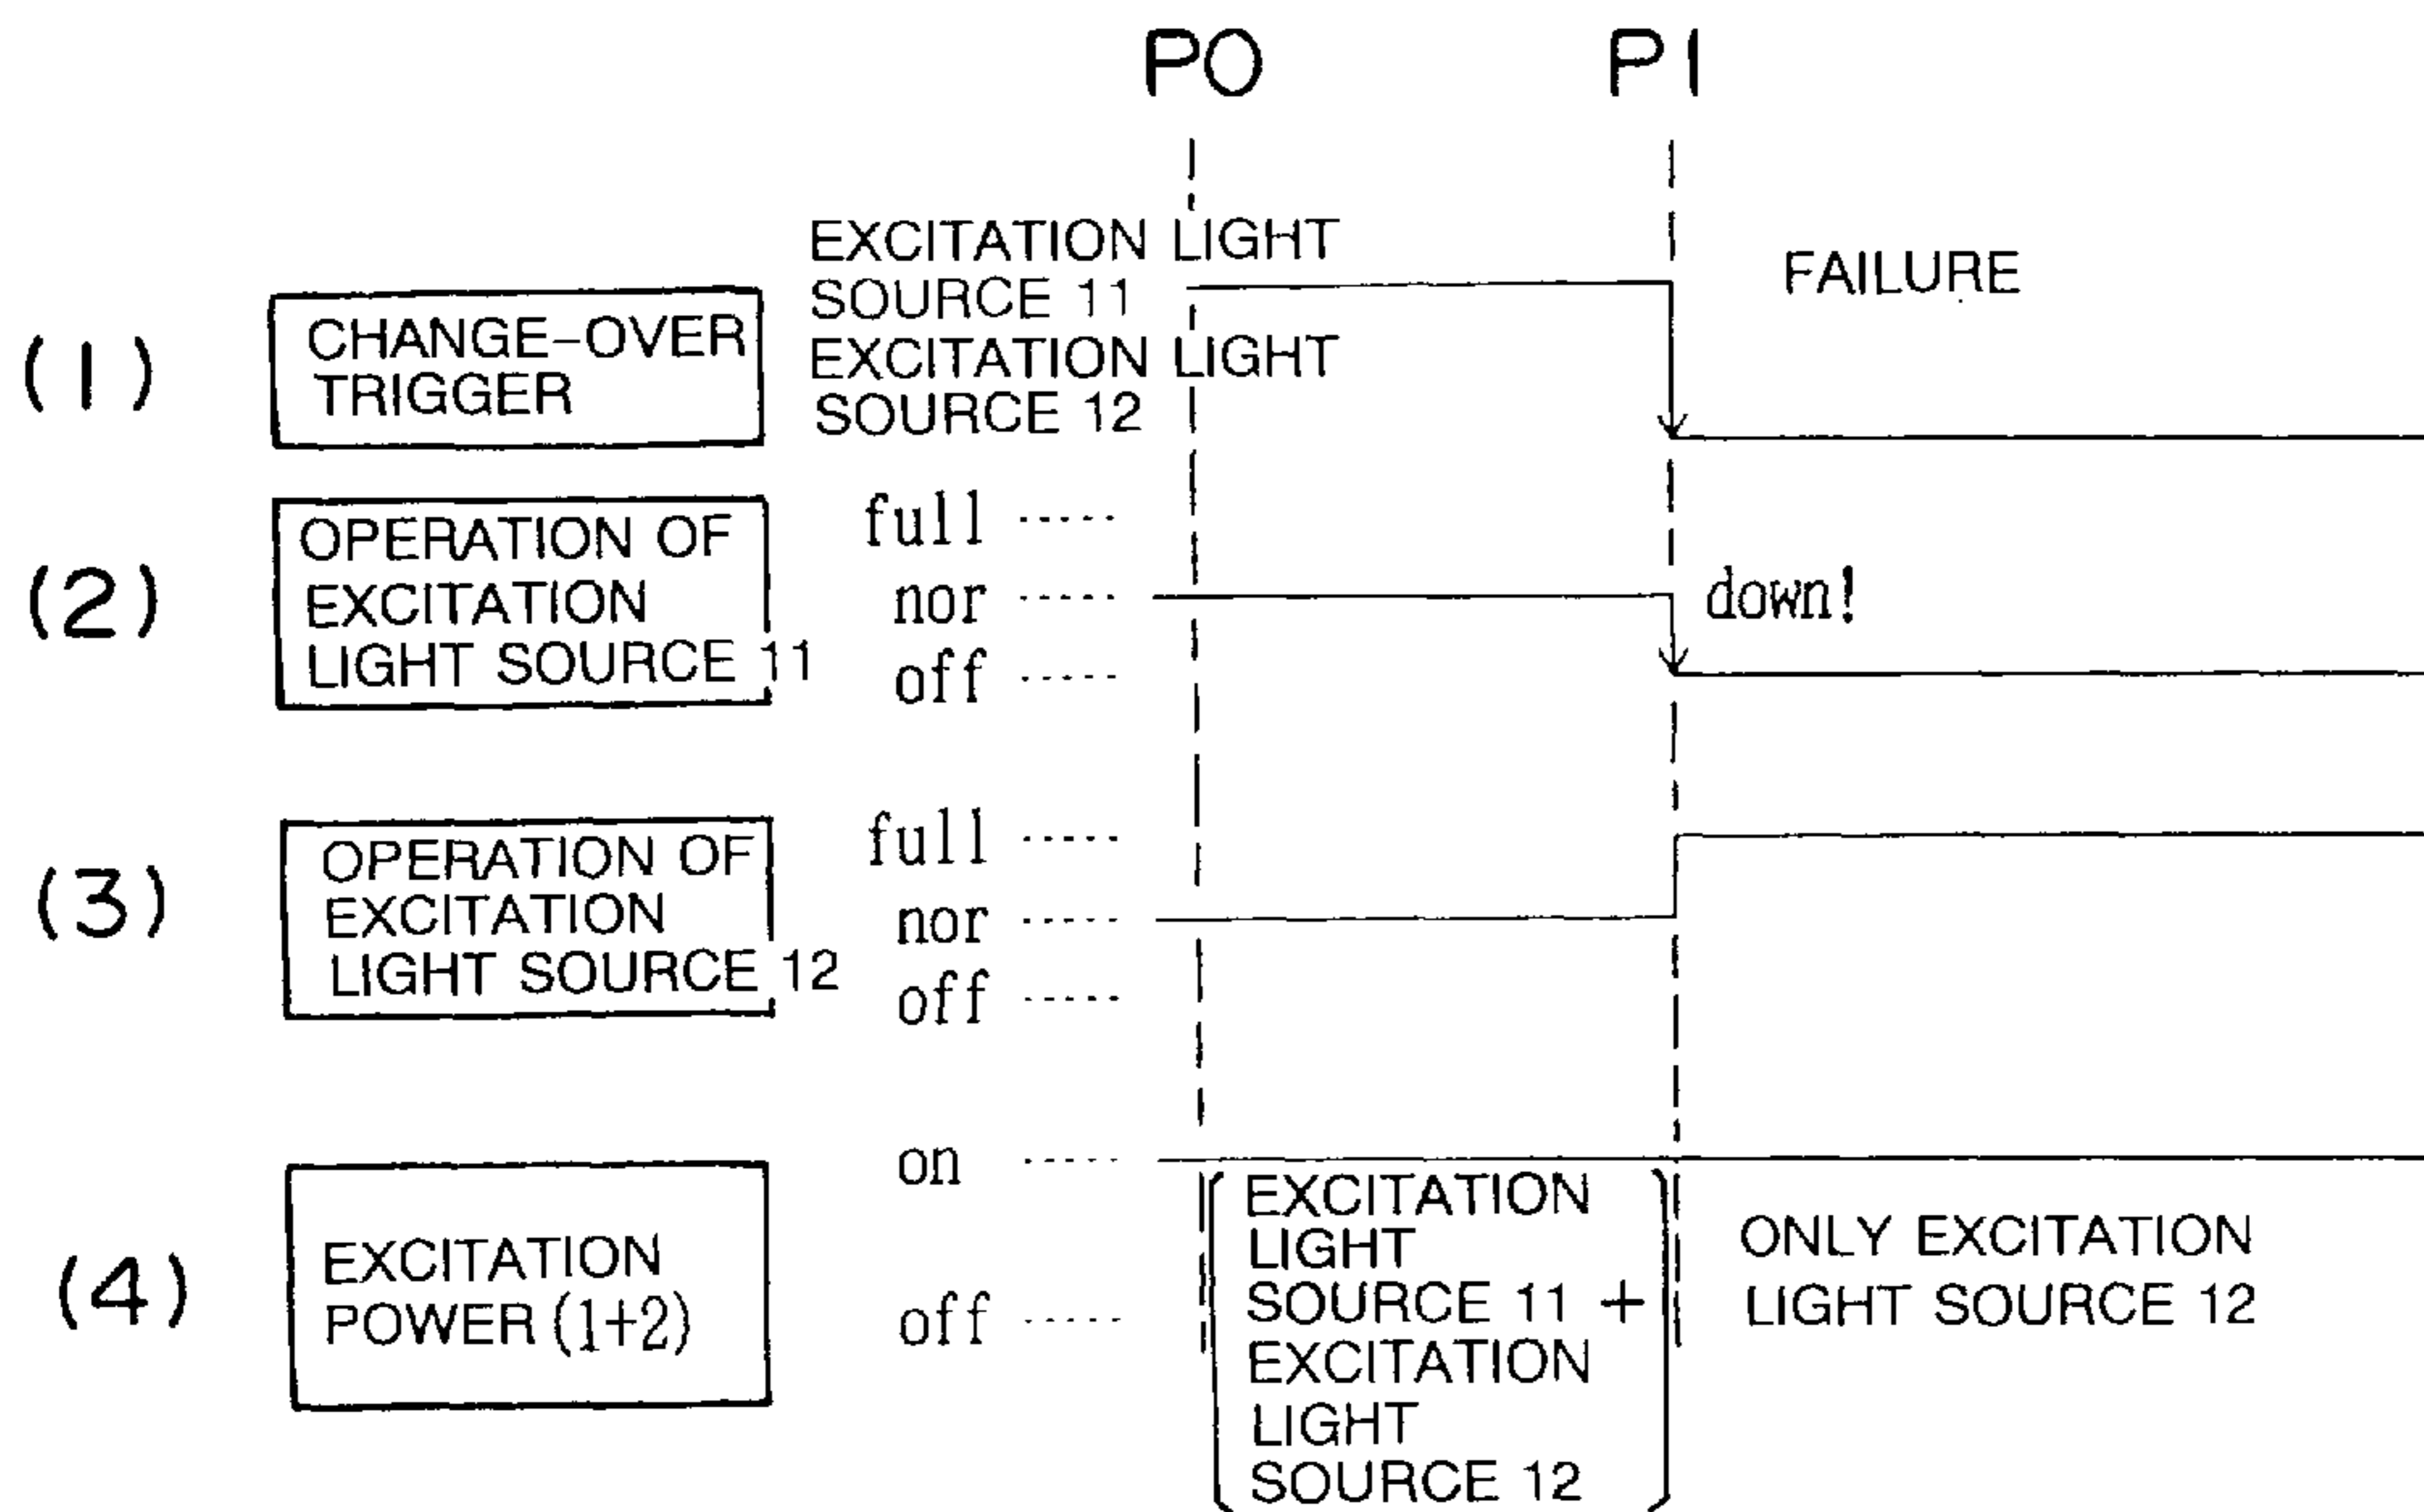 P0 P1
(1)
CHANGE-OVER
TRIGGER
EXCITATION LIGHT
SOURCE 11
EXCITATION LIGHT
SOURCE 12
FAILURE
(2)
OPERATION OF
EXCITATION
LIGHT SOURCE 11
full
nor
off
down!
(3)
OPERATION OF
EXCITATION
LIGHT SOURCE 12
full
nor
off
(4)
EXCITATION
POWER (1+2)
on
off
EXCITATION
LIGHT
SOURCE 11 +
EXCITATION
LIGHT
SOURCE 12
ONLY EXCITATION
LIGHT SOURCE 12